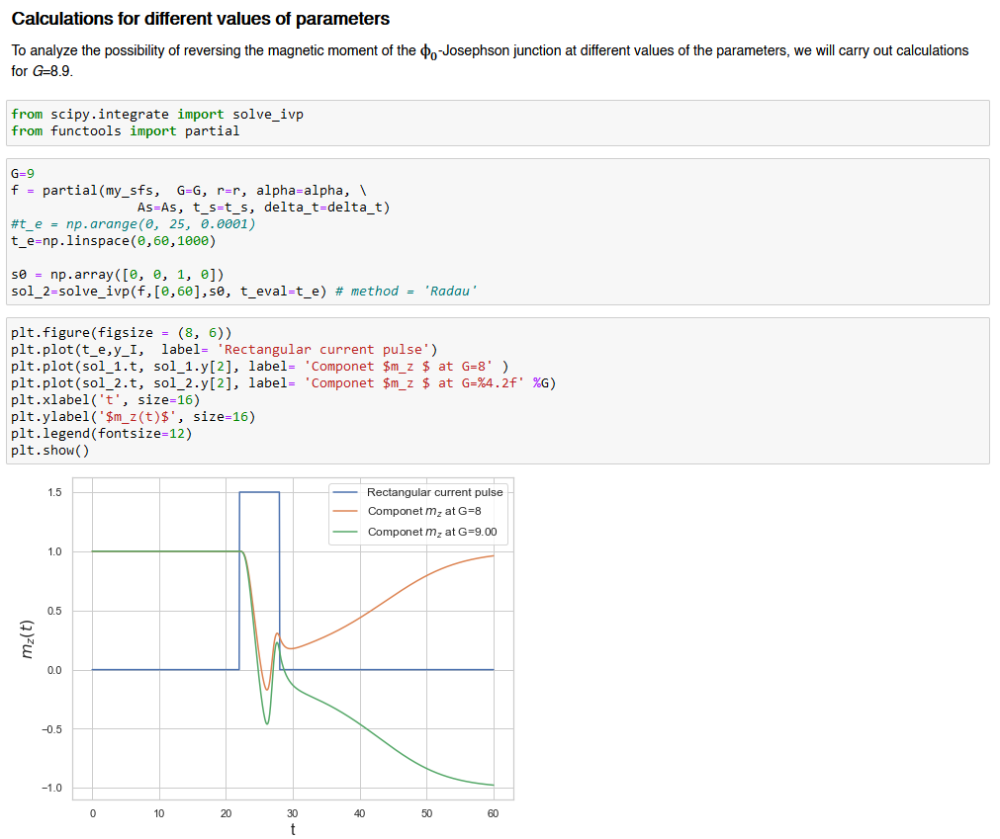 Calculations for different values of parameters
To analyze the possibility of reversing the magnetic moment of the ϕ₀-Josephson junction at different values of the parameters, we will carry out calculations
for G=8.9.
from scipy.integrate import solve_ivp
from functools import partial
G=9
f = partial(my_sfs,  G=G, r=r, alpha=alpha, \
As=As, t_s=t_s, delta_t=delta_t)
#t_e = np.arange(0, 25, 0.0001)
t_e=np.linspace(0,60,1000)
s0 = np.array([0, 0, 1, 0])
sol_2=solve_ivp(f,[0,60],s0, t_eval=t_e) # method = 'Radau'
plt.figure(figsize = (8, 6))
plt.plot(t_e,y_I,  label= 'Rectangular current pulse')
plt.plot(sol_1.t, sol_1.y[2], label= 'Componet $m_z $ at G=8' )
plt.plot(sol_2.t, sol_2.y[2], label= 'Componet $m_z $ at G=%4.2f' %G)
plt.xlabel('t', size=16)
plt.ylabel('$m_z(t)$', size=16)
plt.legend(fontsize=12)
plt.show()
Rectangular current pulse
Componet m_z at G=8
Componet m_z at G=9.00
1.5
1.0
0.5
0.0
−0.5
−1.0
m_z(t)
0 10 20 30 40 50 60
t